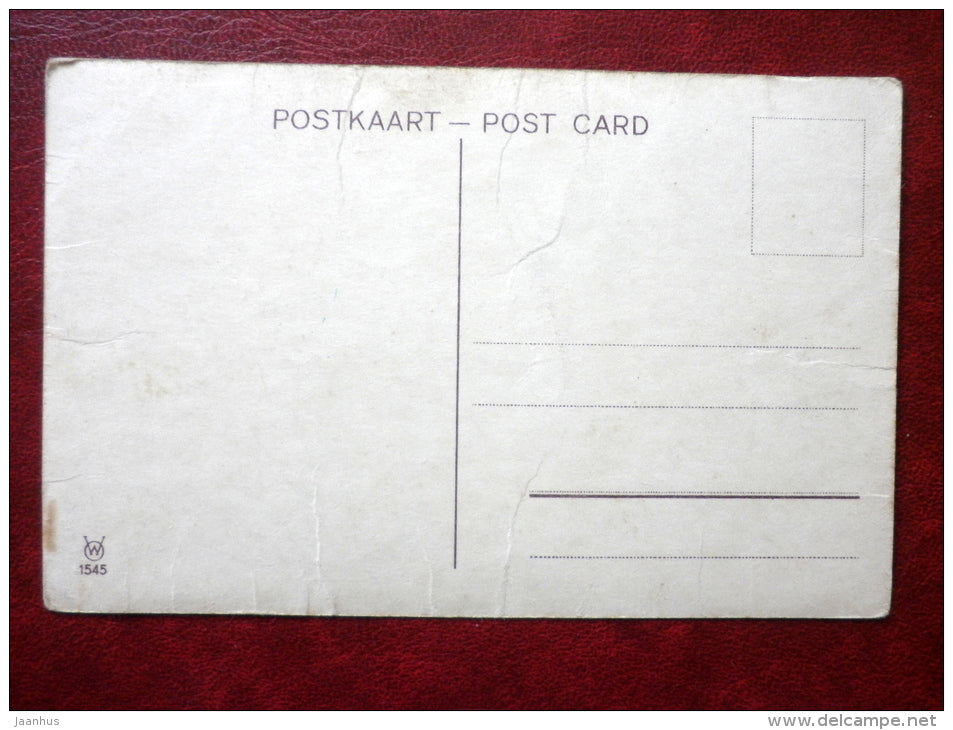 POSTKAART — POST CARD
W
1545
jaanhus
www.delcampe.net